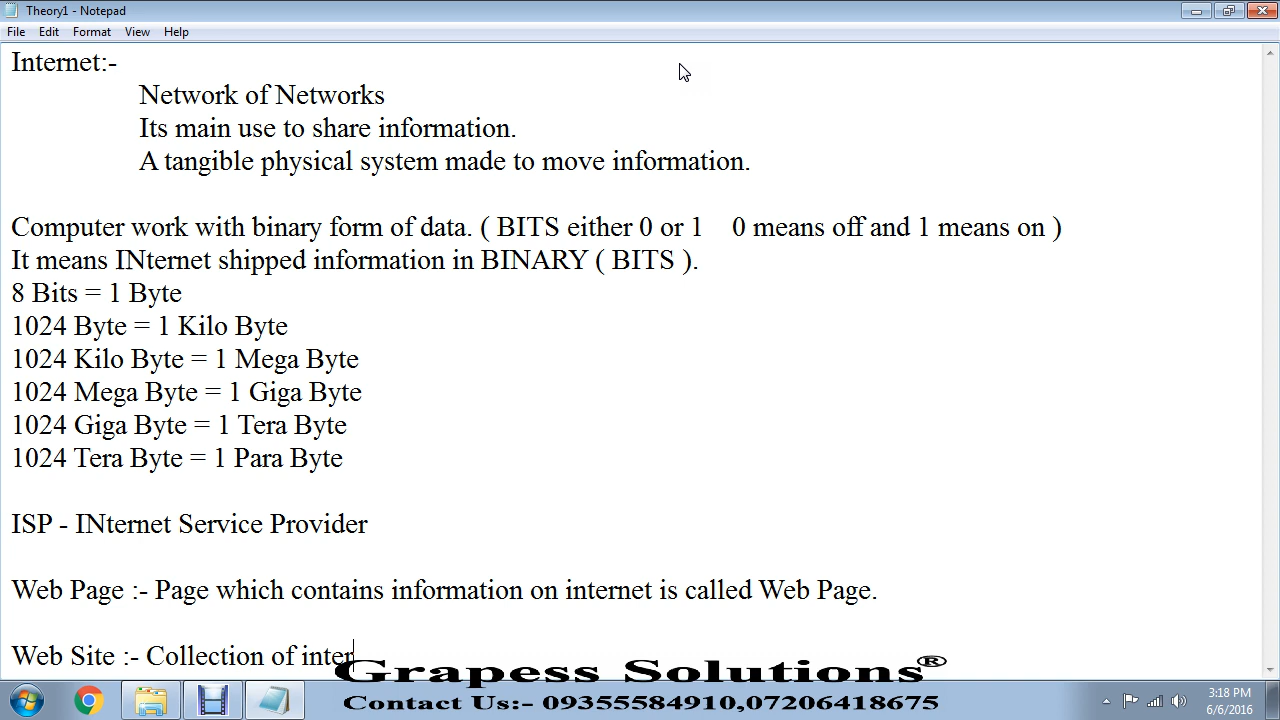 Theory1 - Notepad
File Edit Format View Help
Internet:-
Network of Networks
Its main use to share information.
A tangible physical system made to move information.
Computer work with binary form of data. ( BITS either 0 or 1 0 means off and 1 means on )
It means INternet shipped information in BINARY ( BITS ).
8 Bits = 1 Byte
1024 Byte = 1 Kilo Byte
1024 Kilo Byte = 1 Mega Byte
1024 Mega Byte = 1 Giga Byte
1024 Giga Byte = 1 Tera Byte
1024 Tera Byte = 1 Para Byte
ISP - INternet Service Provider
Web Page :- Page which contains information on internet is called Web Page.
Web Site :- Collection of inter
Grapess Solutions®
Contact Us:- 09355584910,07206418675
3:18 PM
6/6/2016